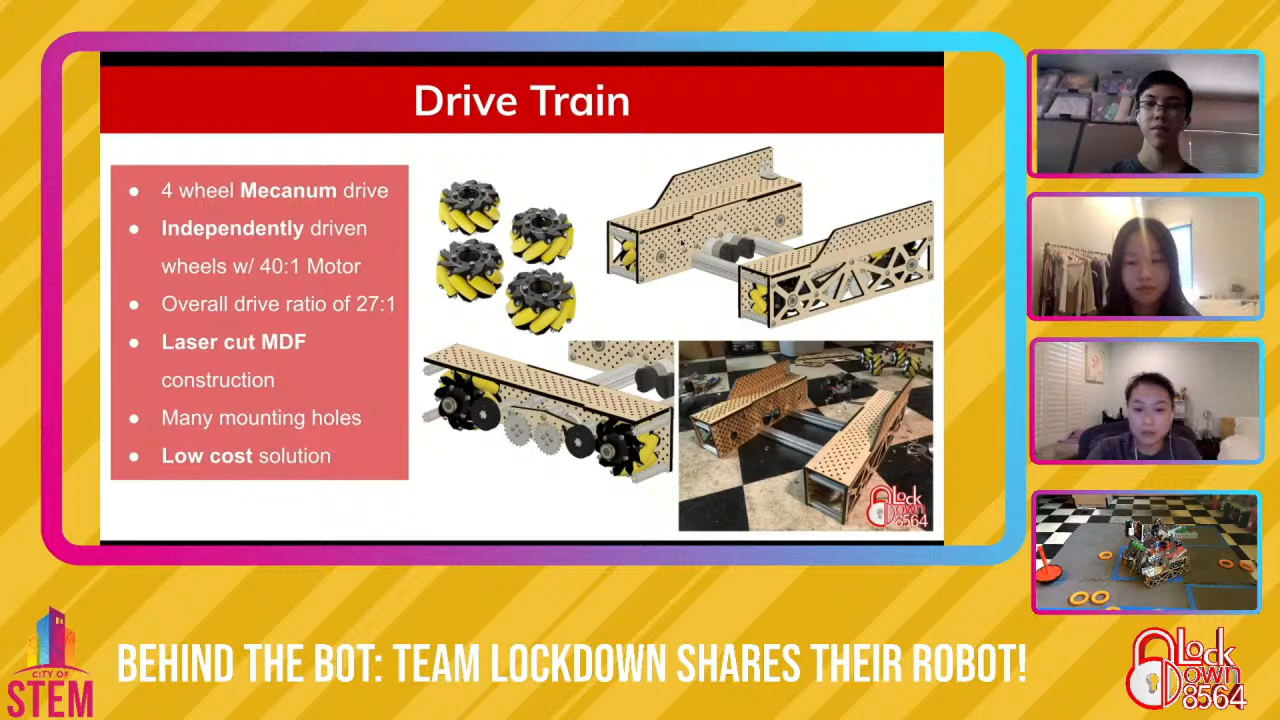 Drive Train
● 4 wheel Mecanum drive
● Independently driven
wheels w/ 40:1 Motor
● Overall drive ratio of 27:1
● Laser cut MDF
construction
● Many mounting holes
● Low cost solution
Lock
Down
8564
CITY OF
STEM
BEHIND THE BOT: TEAM LOCKDOWN SHARES THEIR ROBOT!
Lock
Down
8564